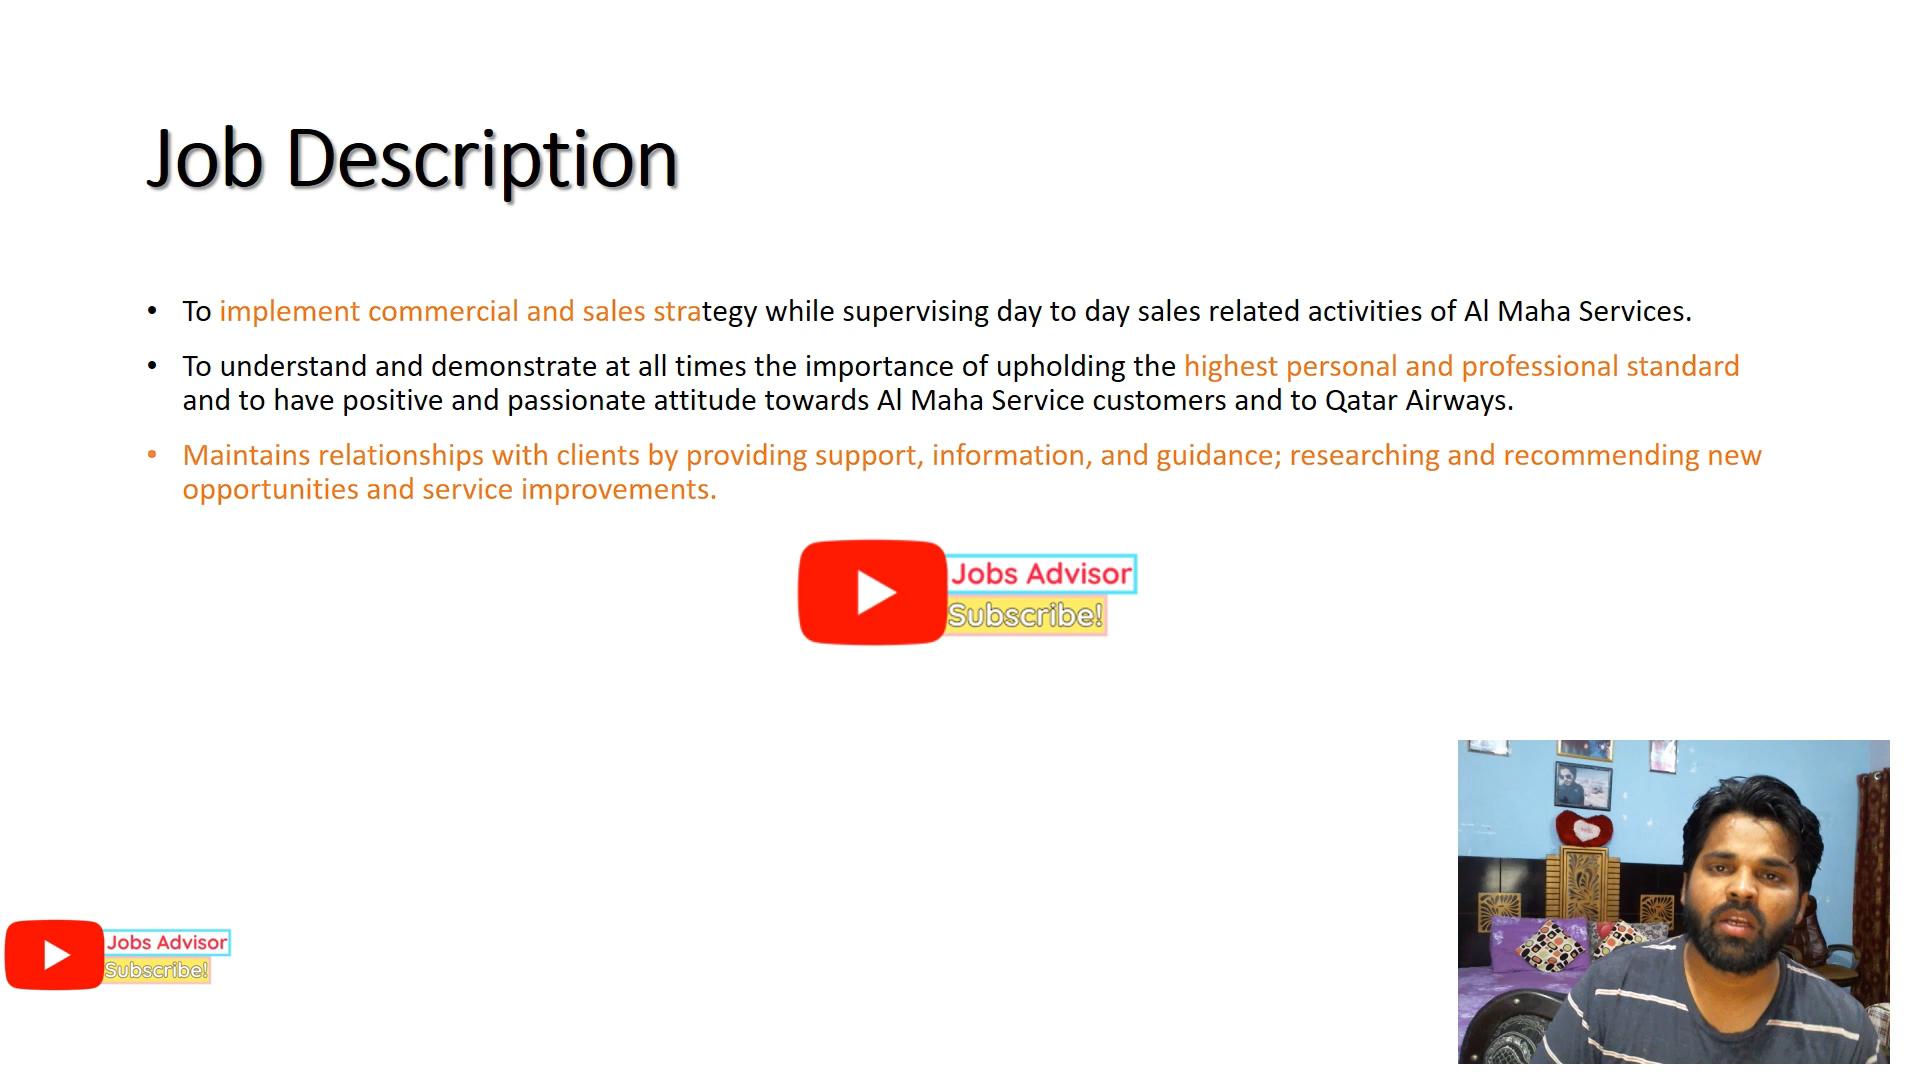 Job Description
• To implement commercial and sales strategy while supervising day to day sales related activities of Al Maha Services.
• To understand and demonstrate at all times the importance of upholding the highest personal and professional standard
and to have positive and passionate attitude towards Al Maha Service customers and to Qatar Airways.
• Maintains relationships with clients by providing support, information, and guidance; researching and recommending new
opportunities and service improvements.
Jobs Advisor
Subscribe!
Jobs Advisor
Subscribe!